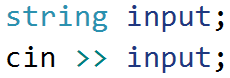 string input;
cin >> input;